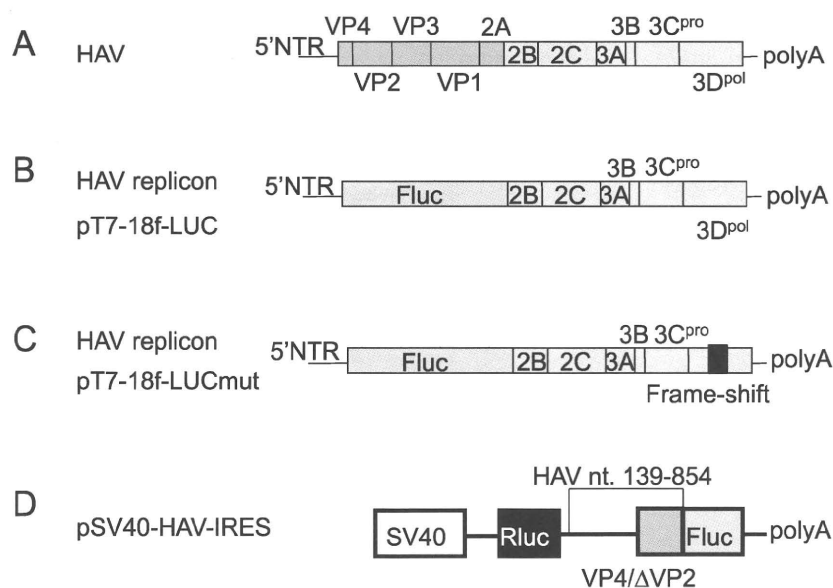 A
HAV
5'NTR
VP4 VP3 2A 3B 3Cpro
2B 2C 3A
polyA
VP2 VP1 3Dpol
B
HAV replicon
pT7-18f-LUC
5'NTR
3B 3Cpro
Fluc 2B 2C 3A
polyA
3Dpol
C
HAV replicon
pT7-18f-LUCmut
5'NTR
3B 3Cpro
Fluc 2B 2C 3A
polyA
Frame-shift
D
pSV40-HAV-IRES
HAV nt. 139-854
SV40 Rluc Fluc
polyA
VP4/ΔVP2